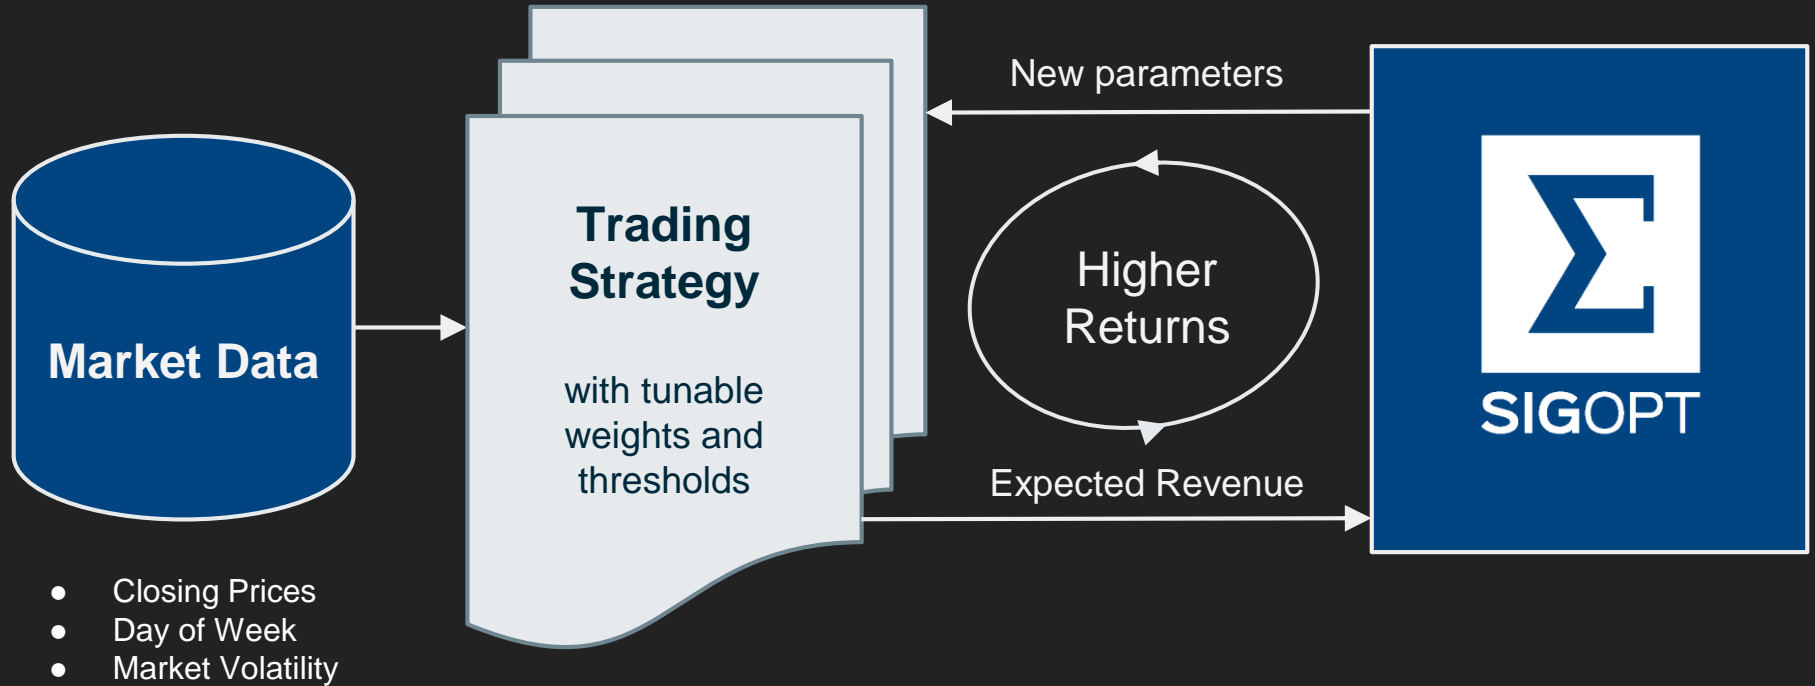 Market Data
● Closing Prices
● Day of Week
● Market Volatility
Trading
Strategy
with tunable
weights and
thresholds
New parameters
Higher
Returns
Expected Revenue
SIGOPT